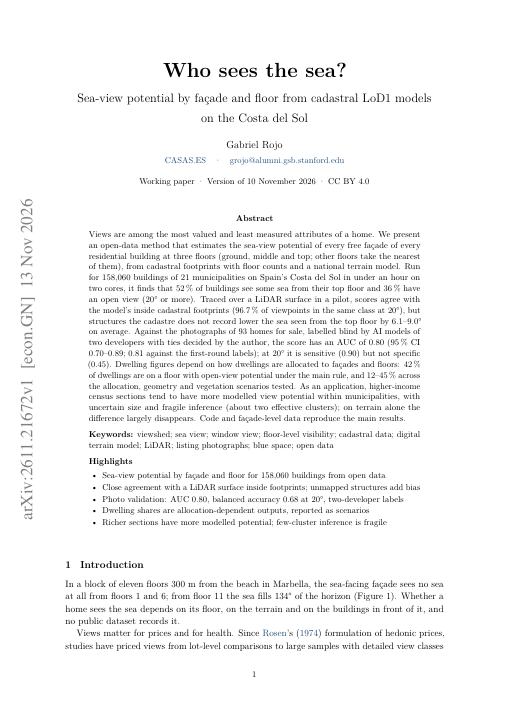 Who sees the sea?
Sea-view potential by façade and floor from cadastral LoD1 models
on the Costa del Sol
Gabriel Rojo
CASAS.ES · grojo@alumni.gsb.stanford.edu
Working paper · Version of 10 November 2026 · CC BY 4.0
arXiv:2611.21672v1 [econ.GN] 13 Nov 2026
Abstract
Views are among the most valued and least measured attributes of a home. We present
an open-data method that estimates the sea-view potential of every free façade of every
residential building at three floors (ground, middle and top; other floors take the nearest
of them), from cadastral footprints with floor counts and a national terrain model. Run
for 158,060 buildings of 21 municipalities on Spain's Costa del Sol in under an hour on
two cores, it finds that 52 % of buildings see some sea from their top floor and 36 % have
an open view (20° or more). Traced over a LiDAR surface in a pilot, scores agree with
the model's inside cadastral footprints (96.7 % of viewpoints in the same class at 20°), but
structures the cadastre does not record lower the sea seen from the top floor by 6.1–9.0°
on average. Against the photographs of 93 homes for sale, labelled blind by AI models of
two developers with ties decided by the author, the score has an AUC of 0.80 (95 % CI
0.70–0.89; 0.81 against the first-round labels); at 20° it is sensitive (0.90) but not specific
(0.45). Dwelling figures depend on how dwellings are allocated to façades and floors: 42 %
of dwellings are on a floor with open-view potential under the main rule, and 12–45 % across
the allocation, geometry and vegetation scenarios tested. As an application, higher-income
census sections tend to have more modelled view potential within municipalities, with
uncertain size and fragile inference (about two effective clusters); on terrain alone the
difference largely disappears. Code and façade-level data reproduce the main results.
Keywords: viewshed; sea view; window view; floor-level visibility; cadastral data; digital
terrain model; LiDAR; listing photographs; blue space; open data
Highlights
• Sea-view potential by façade and floor for 158,060 buildings from open data
• Close agreement with a LiDAR surface inside footprints; unmapped structures add bias
• Photo validation: AUC 0.80, balanced accuracy 0.68 at 20°, two-developer labels
• Dwelling shares are allocation-dependent outputs, reported as scenarios
• Richer sections have more modelled potential; few-cluster inference is fragile
1 Introduction
In a block of eleven floors 300 m from the beach in Marbella, the sea-facing façade sees no sea
at all from floors 1 and 6; from floor 11 the sea fills 134° of the horizon (Figure 1). Whether a
home sees the sea depends on its floor, on the terrain and on the buildings in front of it, and
no public dataset records it.
Views matter for prices and for health. Since Rosen's (1974) formulation of hedonic prices,
studies have priced views from lot-level comparisons to large samples with detailed view classes
1